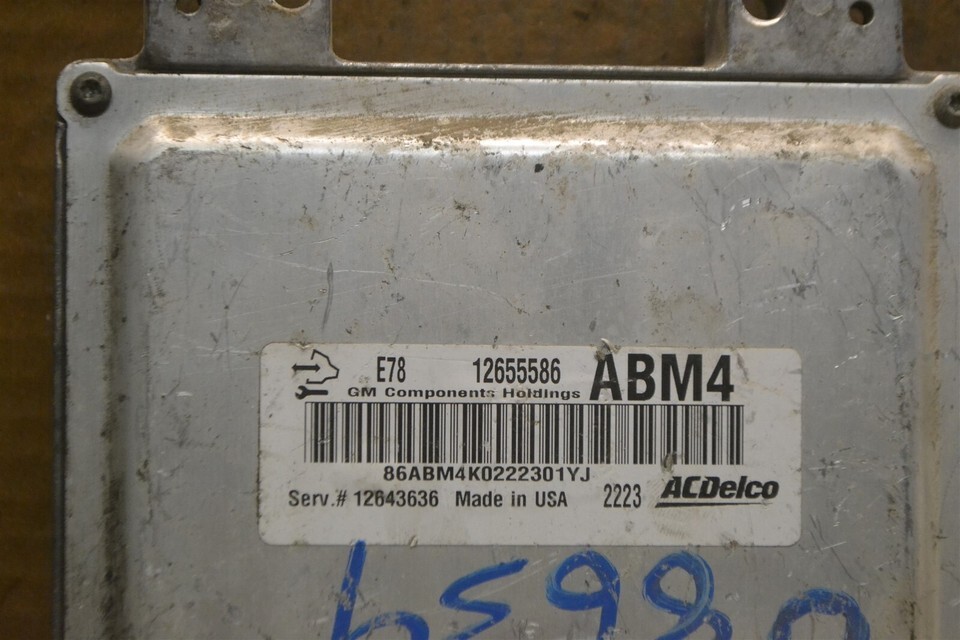 E78 12655586 ABM4
GM Components Holdings
86ABM4K0222301YJ
Serv.# 12643636 Made in USA 2223 ACDelco